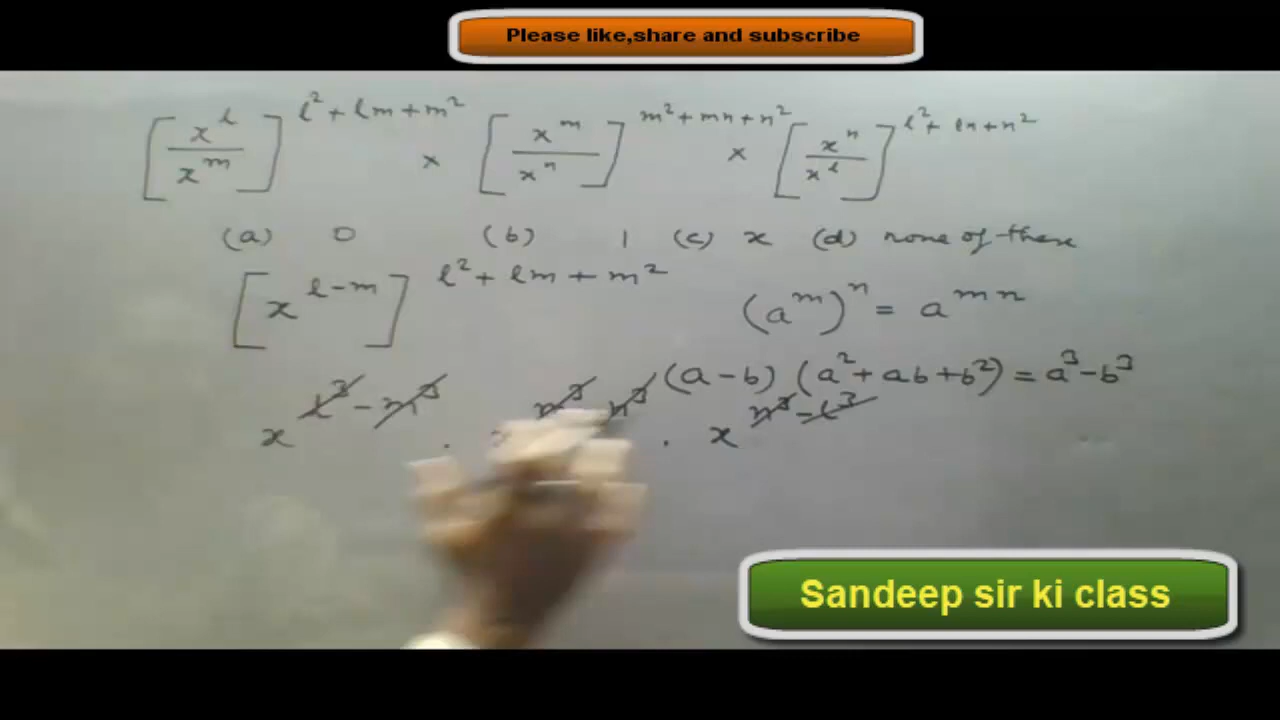 Please like,share and subscribe
[x^l / x^m]^(l² + lm + m²) × [x^m / x^n]^(m² + mn + n²) × [x^n / x^l]^(l² + ln + n²)
(a) 0 (b) 1 (c) x (d) none of these
[x^(l-m)]^(l² + lm + m²) (a^m)^n = a^(mn)
(a-b) (a² + ab + b²) = a³-b³
x^(l³ - m³) . . x^(n³ - l³)
Sandeep sir ki class